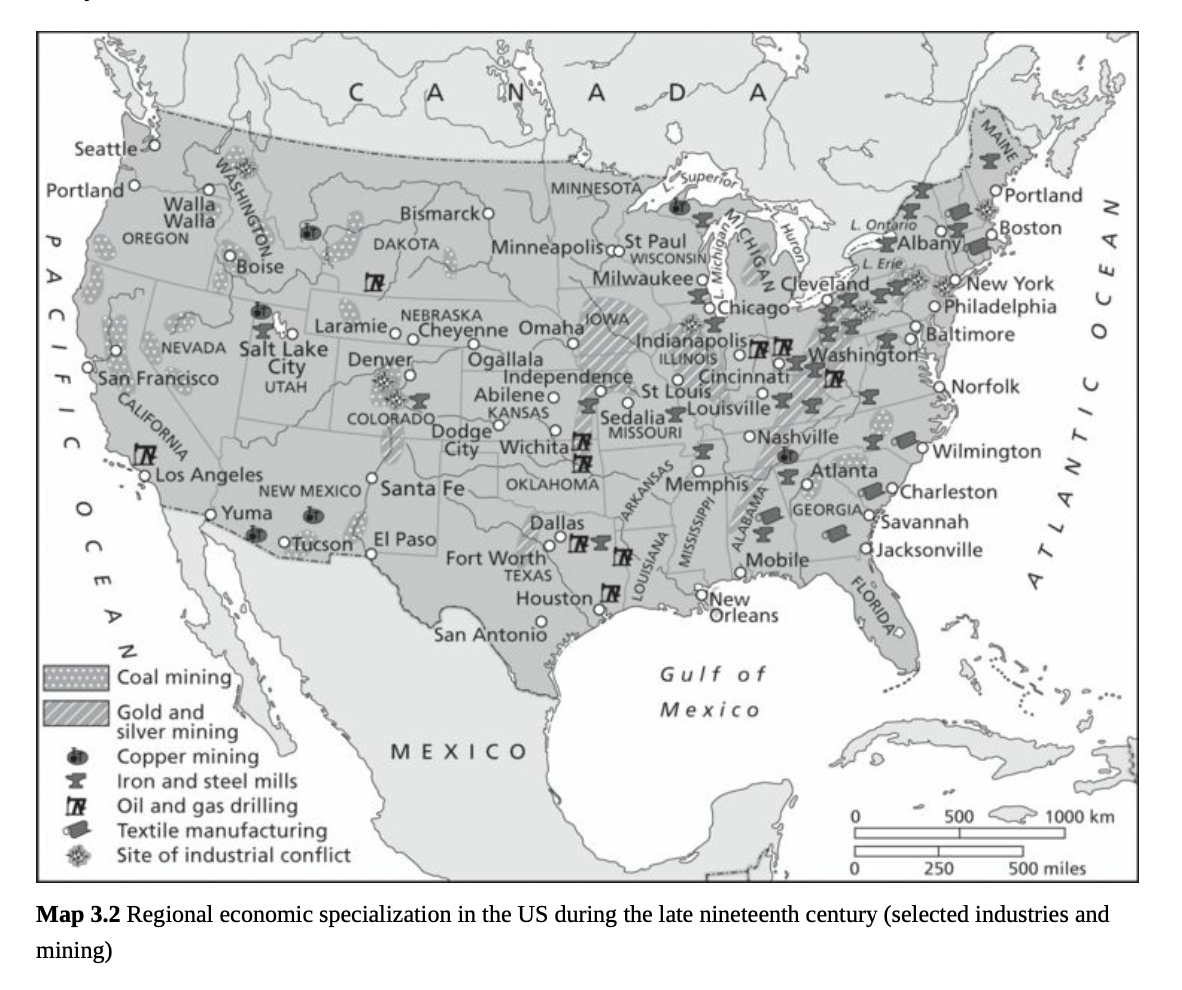 C A N A D A
Seattle
Portland
Walla
Walla
WASHINGTON
OREGON
Boise
Bismarck
DAKOTA
MINNESOTA
Minneapolis
St Paul
WISCONSIN
Milwaukee
L. Superior
MICHIGAN
L. Michigan
Huron
L. Ontario
L. Erie
MAINE
Portland
Boston
Albany
New York
Philadelphia
Baltimore
Cleveland
Chicago
Washington
Norfolk
PACIFIC OCEAN
ATLANTIC OCEAN
NEBRASKA
Laramie
Cheyenne
Omaha
IOWA
Ogallala
Indianapolis
ILLINOIS
Cincinnati
NEVADA
Salt Lake
City
UTAH
Denver
COLORADO
Independence
Abilene
KANSAS
St Louis
Sedalia
MISSOURI
Louisville
San Francisco
CALIFORNIA
Dodge
City
Wichita
Nashville
Wilmington
Los Angeles
NEW MEXICO
Santa Fe
OKLAHOMA
ARKANSAS
Memphis
Atlanta
Charleston
GEORGIA
Savannah
Jacksonville
Yuma
Tucson
El Paso
Dallas
Fort Worth
TEXAS
LOUISIANA
MISSISSIPPI
ALABAMA
Mobile
Houston
New
Orleans
San Antonio
FLORIDA
Gulf of
Mexico
MEXICO
Coal mining
Gold and
silver mining
Copper mining
Iron and steel mills
Oil and gas drilling
Textile manufacturing
Site of industrial conflict
0 500 1000 km
0 250 500 miles
Map 3.2 Regional economic specialization in the US during the late nineteenth century (selected industries and
mining)